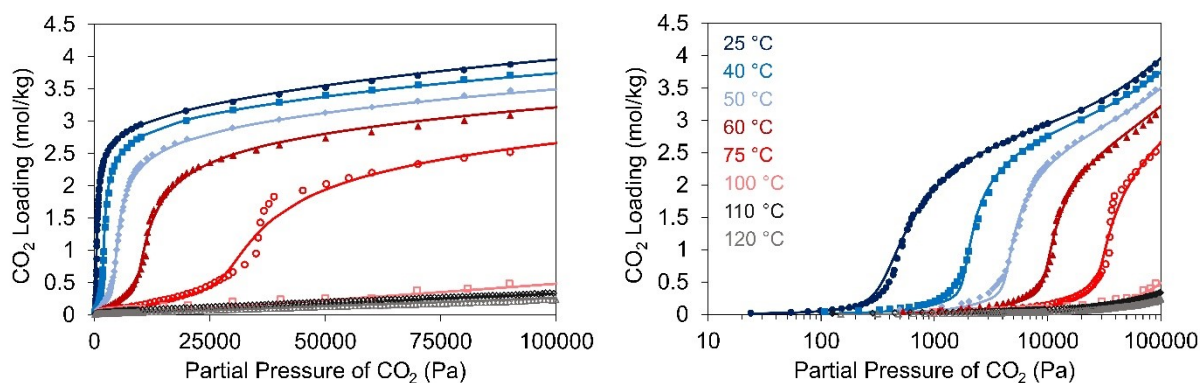 4.5
4
3.5
3
2.5
2
1.5
1
0.5
0
CO₂ Loading (mol/kg)
0 25000 50000 75000 100000
Partial Pressure of CO₂ (Pa)
4.5
4
3.5
3
2.5
2
1.5
1
0.5
0
CO₂ Loading (mol/kg)
25 °C
40 °C
50 °C
60 °C
75 °C
100 °C
110 °C
120 °C
10 100 1000 10000 100000
Partial Pressure of CO₂ (Pa)